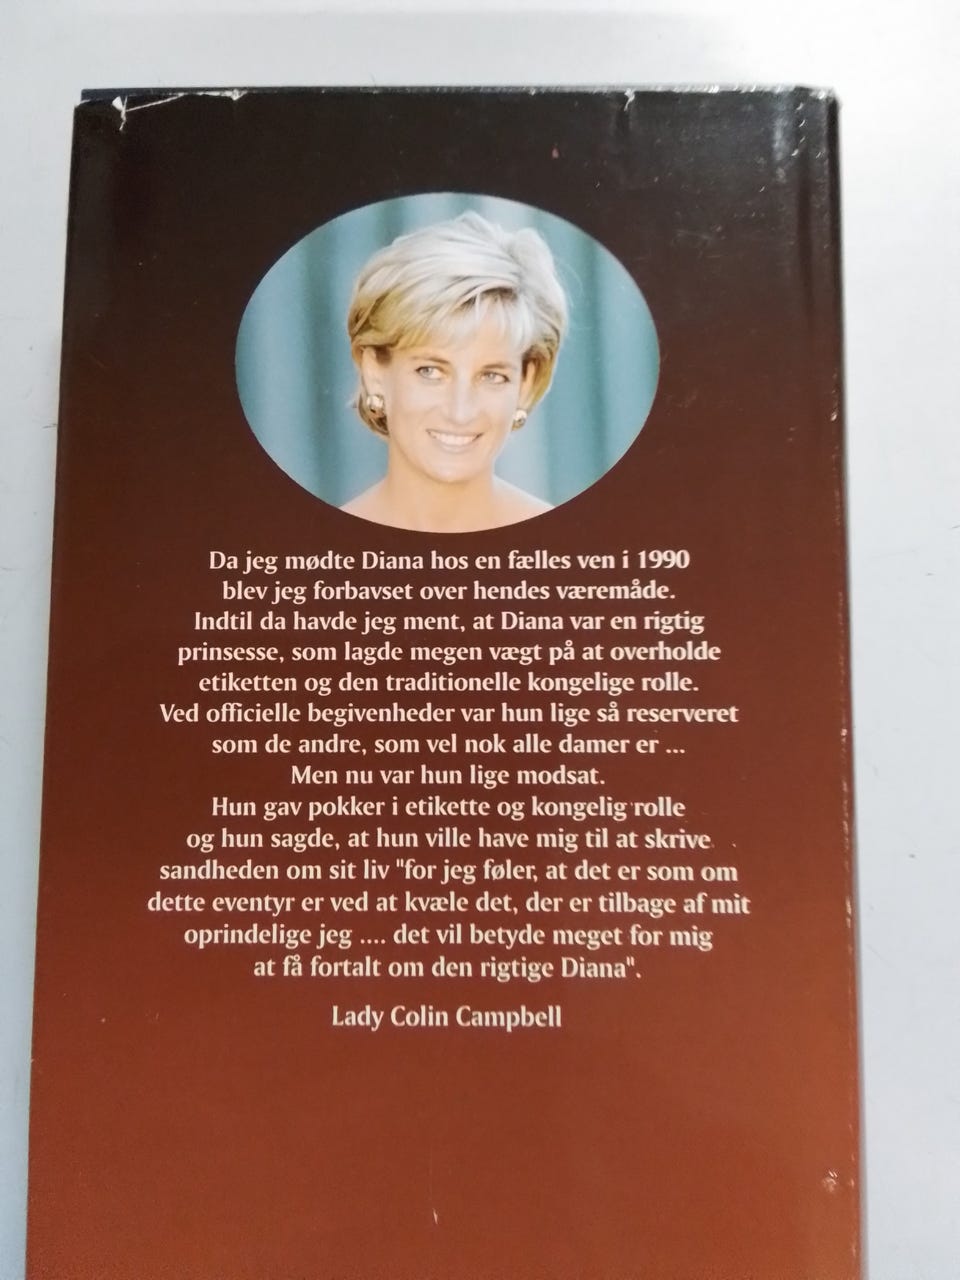 Da jeg mødte Diana hos en fælles ven i 1990
blev jeg forbavset over hendes væremåde.
Indtil da havde jeg ment, at Diana var en rigtig
prinsesse, som lagde megen vægt på at overholde
etiketten og den traditionelle kongelige rolle.
Ved officielle begivenheder var hun lige så reserveret
som de andre, som vel nok alle damer er ...
Men nu var hun lige modsat.
Hun gav pokker i etikette og kongelig rolle
og hun sagde, at hun ville have mig til at skrive
sandheden om sit liv "for jeg føler, at det er som om
dette eventyr er ved at kvæle det, der er tilbage af mit
oprindelige jeg .... det vil betyde meget for mig
at få fortalt om den rigtige Diana".
Lady Colin Campbell